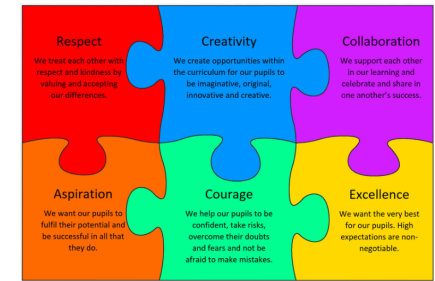 Respect
We treat each other with
respect and kindness by
valuing and accepting
our differences.
Creativity
We create opportunities within
the curriculum for our pupils to
be imaginative, original,
innovative and creative.
Collaboration
We support each other
in our learning and
celebrate and share in
one another's success.
Aspiration
We want our pupils to
fulfil their potential and
be successful in all that
they do.
Courage
We help our pupils to be
confident, take risks,
overcome their doubts
and fears and not be
afraid to make mistakes.
Excellence
We want the very best
for our pupils. High
expectations are non-
negotiable.